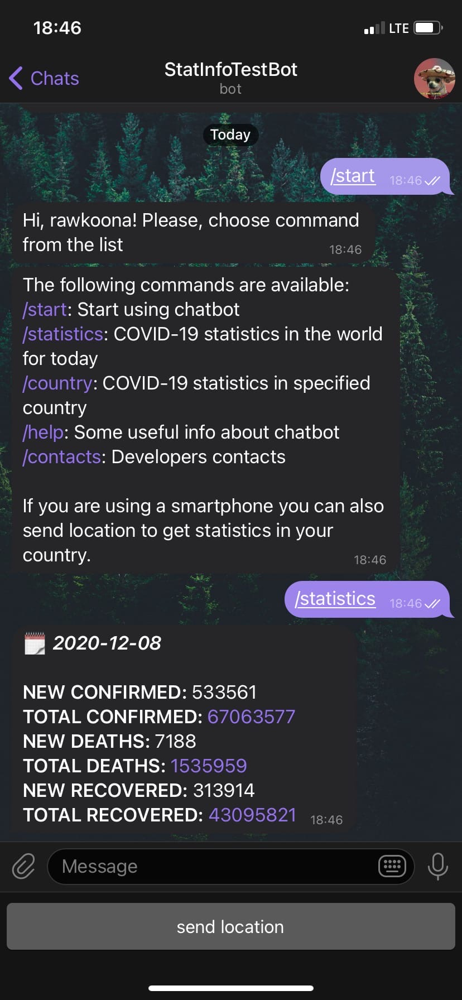 18:46
LTE
Chats
StatInfoTestBot
bot
Today
/start 18:46
Hi, rawkoona! Please, choose command
from the list 18:46
The following commands are available:
/start: Start using chatbot
/statistics: COVID-19 statistics in the world
for today
/country: COVID-19 statistics in specified
country
/help: Some useful info about chatbot
/contacts: Developers contacts
If you are using a smartphone you can also
send location to get statistics in your
country. 18:46
/statistics 18:46
2020-12-08
NEW CONFIRMED: 533561
TOTAL CONFIRMED: 67063577
NEW DEATHS: 7188
TOTAL DEATHS: 1535959
NEW RECOVERED: 313914
TOTAL RECOVERED: 43095821 18:46
Message
send location